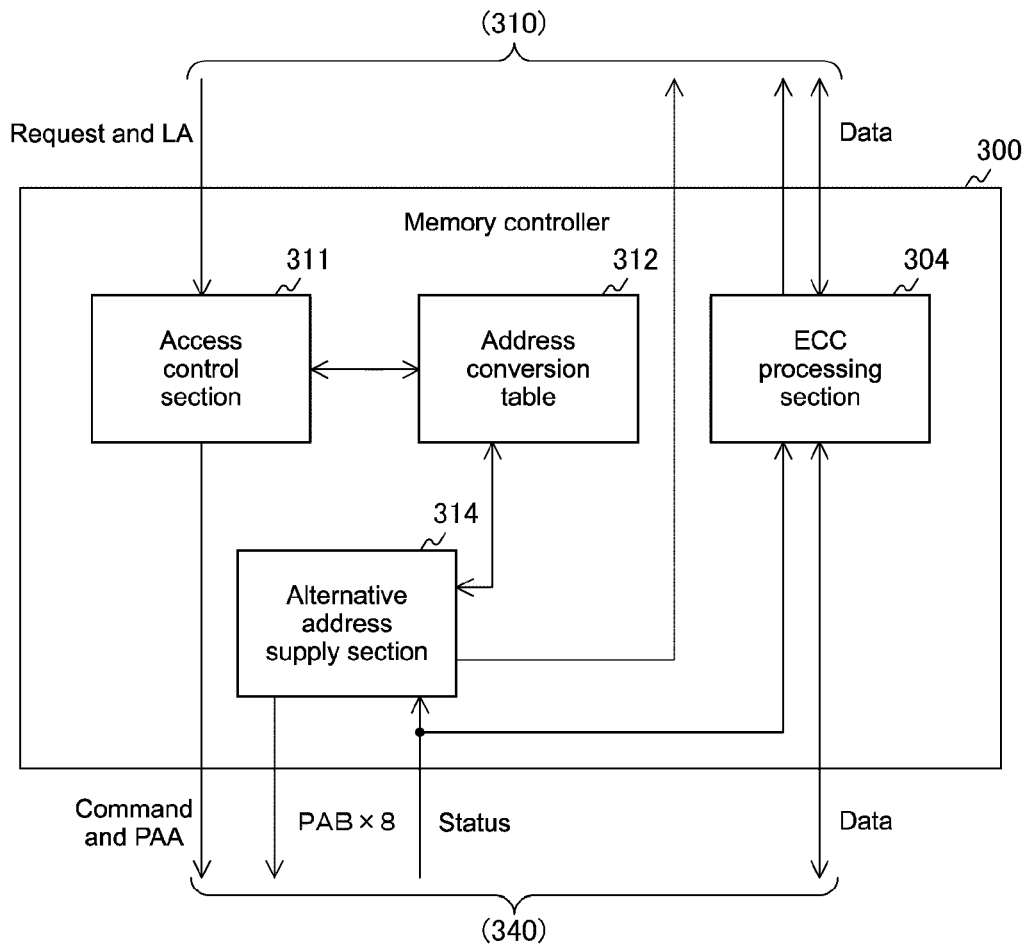 (310)
Request and LA
Data
300
Memory controller
311
312
304
Access
control
section
Address
conversion
table
ECC
processing
section
314
Alternative
address
supply section
Command
and PAA
PAB×8
Status
Data
(340)